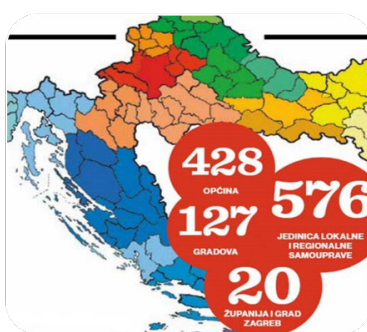 428
OPĆINA
576
JEDINICA LOKALNE
I REGIONALNE
SAMOUPRAVE
127
GRADOVA
20
ŽUPANIJA I GRAD
ZAGREB